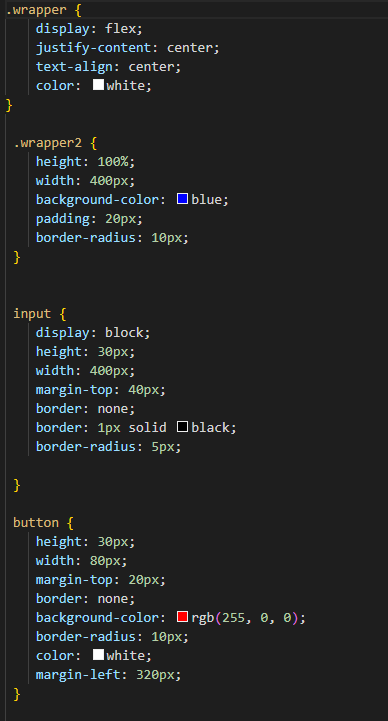 .wrapper {
display: flex;
justify-content: center;
text-align: center;
color: white;
}
.wrapper2 {
height: 100%;
width: 400px;
background-color: blue;
padding: 20px;
border-radius: 10px;
}
input {
display: block;
height: 30px;
width: 400px;
margin-top: 40px;
border: none;
border: 1px solid black;
border-radius: 5px;
}
button {
height: 30px;
width: 80px;
margin-top: 20px;
border: none;
background-color: rgb(255, 0, 0);
border-radius: 10px;
color: white;
margin-left: 320px;
}